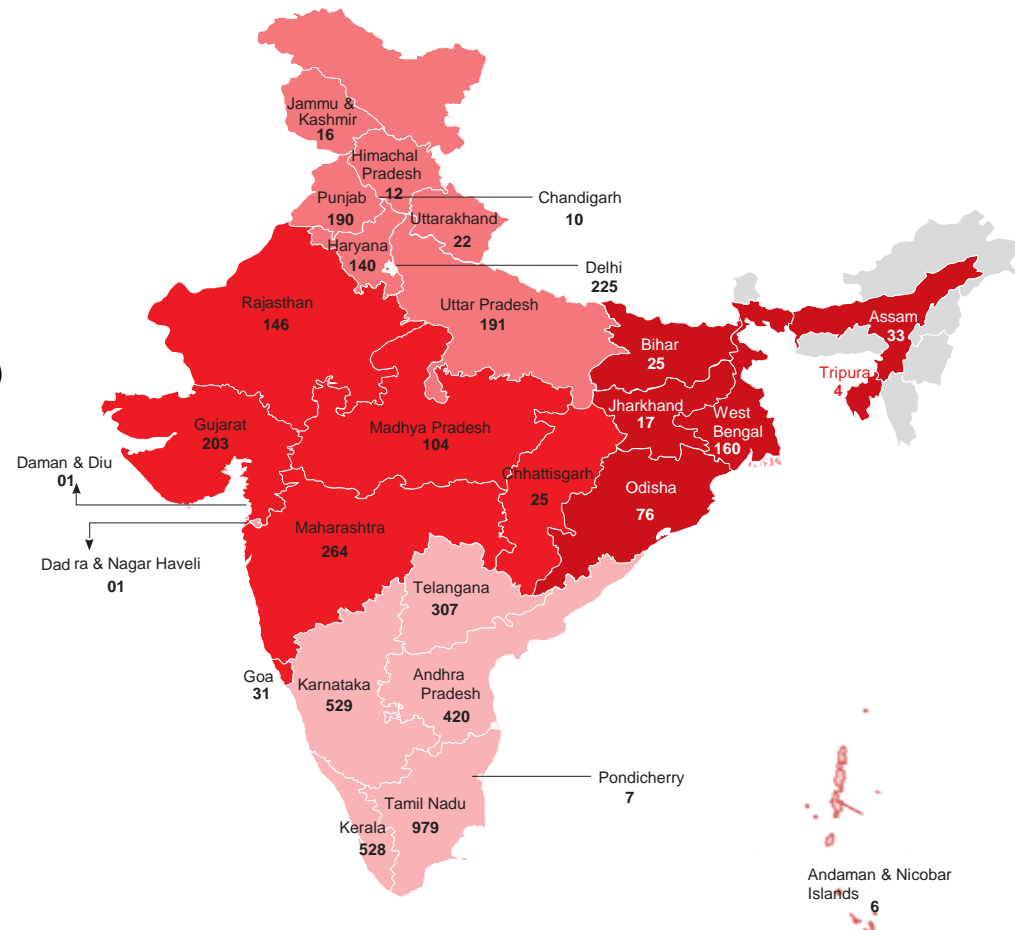 Jammu &
Kashmir
16
Himachal
Pradesh
12
Chandigarh
10
Punjab
190
Uttarakhand
22
Haryana
140
Delhi
225
Rajasthan
146
Uttar Pradesh
191
Assam
33
Bihar
25
Tripura
4
Jharkhand
17
West
Bengal
160
Gujarat
203
Madhya Pradesh
104
Daman & Diu
01
Chhattisgarh
25
Odisha
76
Maharashtra
264
Dad ra & Nagar Haveli
01
Telangana
307
Goa
31
Karnataka
529
Andhra
Pradesh
420
Pondicherry
7
Tamil Nadu
979
Kerala
528
Andaman & Nicobar
Islands
6
)